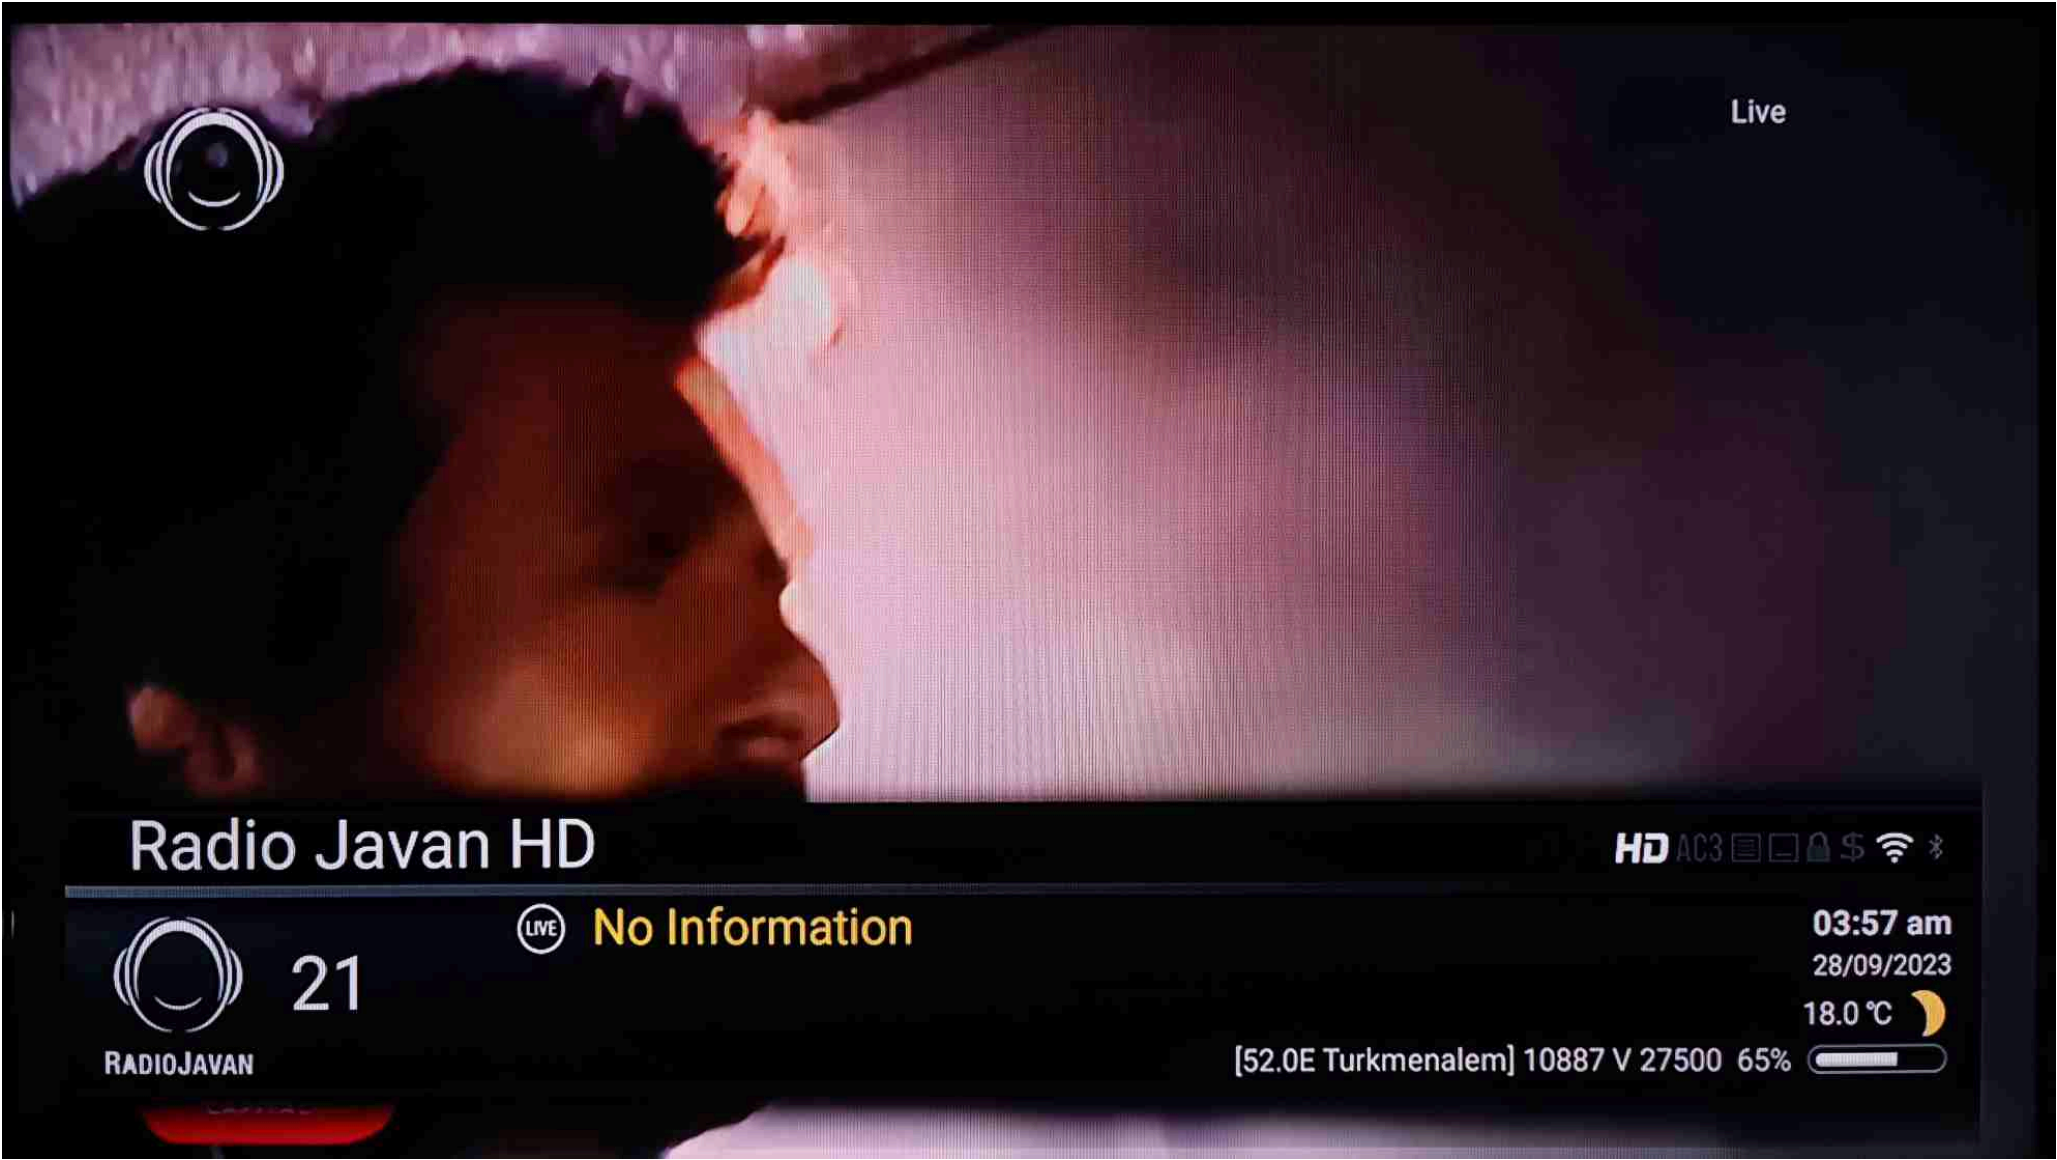 Live
Radio Javan HD
HD AC3 $
LIVE No Information
03:57 am
21
28/09/2023
18.0 °C
RADIOJAVAN
[52.0E Turkmenalem] 10887 V 27500 65%